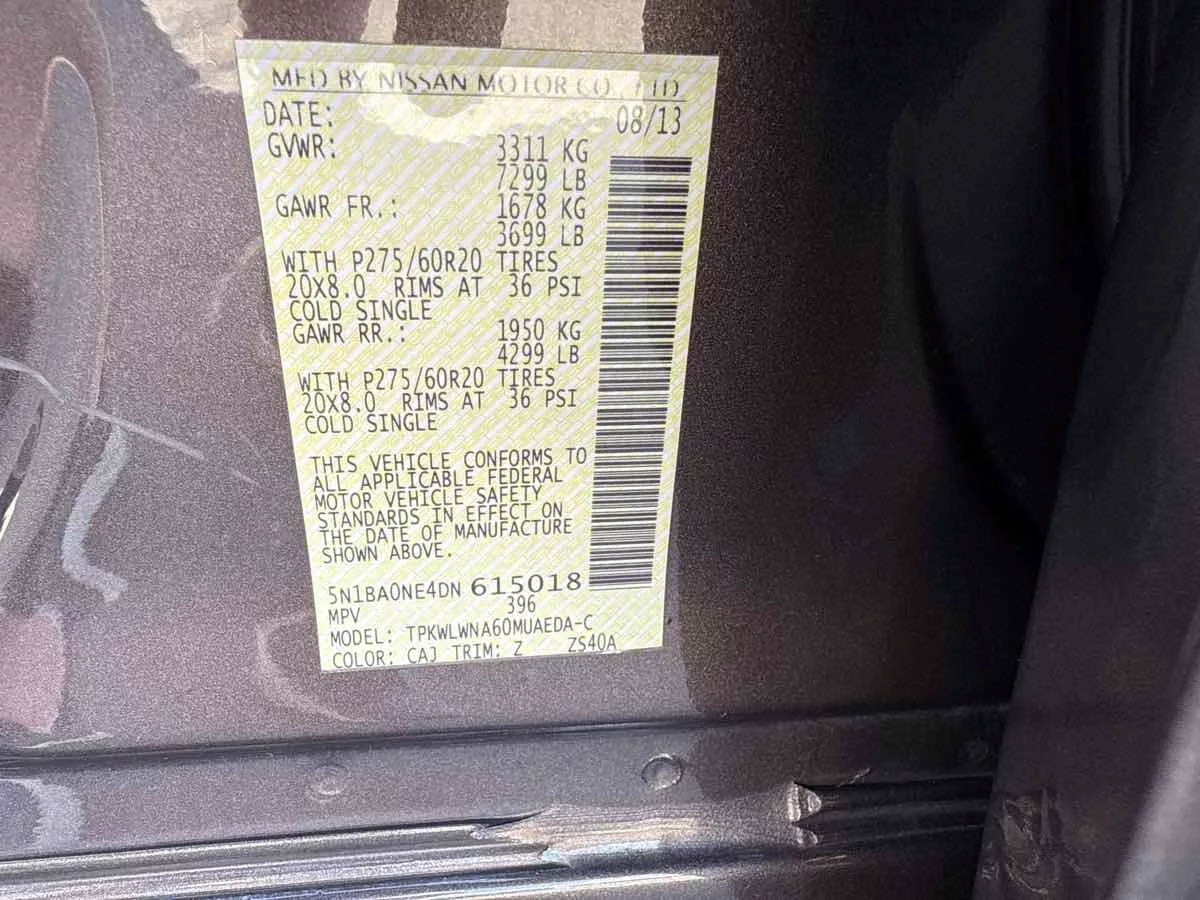 MFD BY NISSAN MOTOR CO., LTD
DATE: 08/13
GVWR: 3311 KG
7299 LB
GAWR FR.: 1678 KG
3699 LB
WITH P275/60R20 TIRES
20X8.0 RIMS AT 36 PSI
COLD SINGLE
GAWR RR.: 1950 KG
4299 LB
WITH P275/60R20 TIRES
20X8.0 RIMS AT 36 PSI
COLD SINGLE
THIS VEHICLE CONFORMS TO
ALL APPLICABLE FEDERAL
MOTOR VEHICLE SAFETY
STANDARDS IN EFFECT ON
THE DATE OF MANUFACTURE
SHOWN ABOVE.
5N1BA0NE4DN 615018
MPV 396
MODEL: TPKWLWNA60MUAEDA-C
COLOR: CAJ TRIM: Z ZS40A